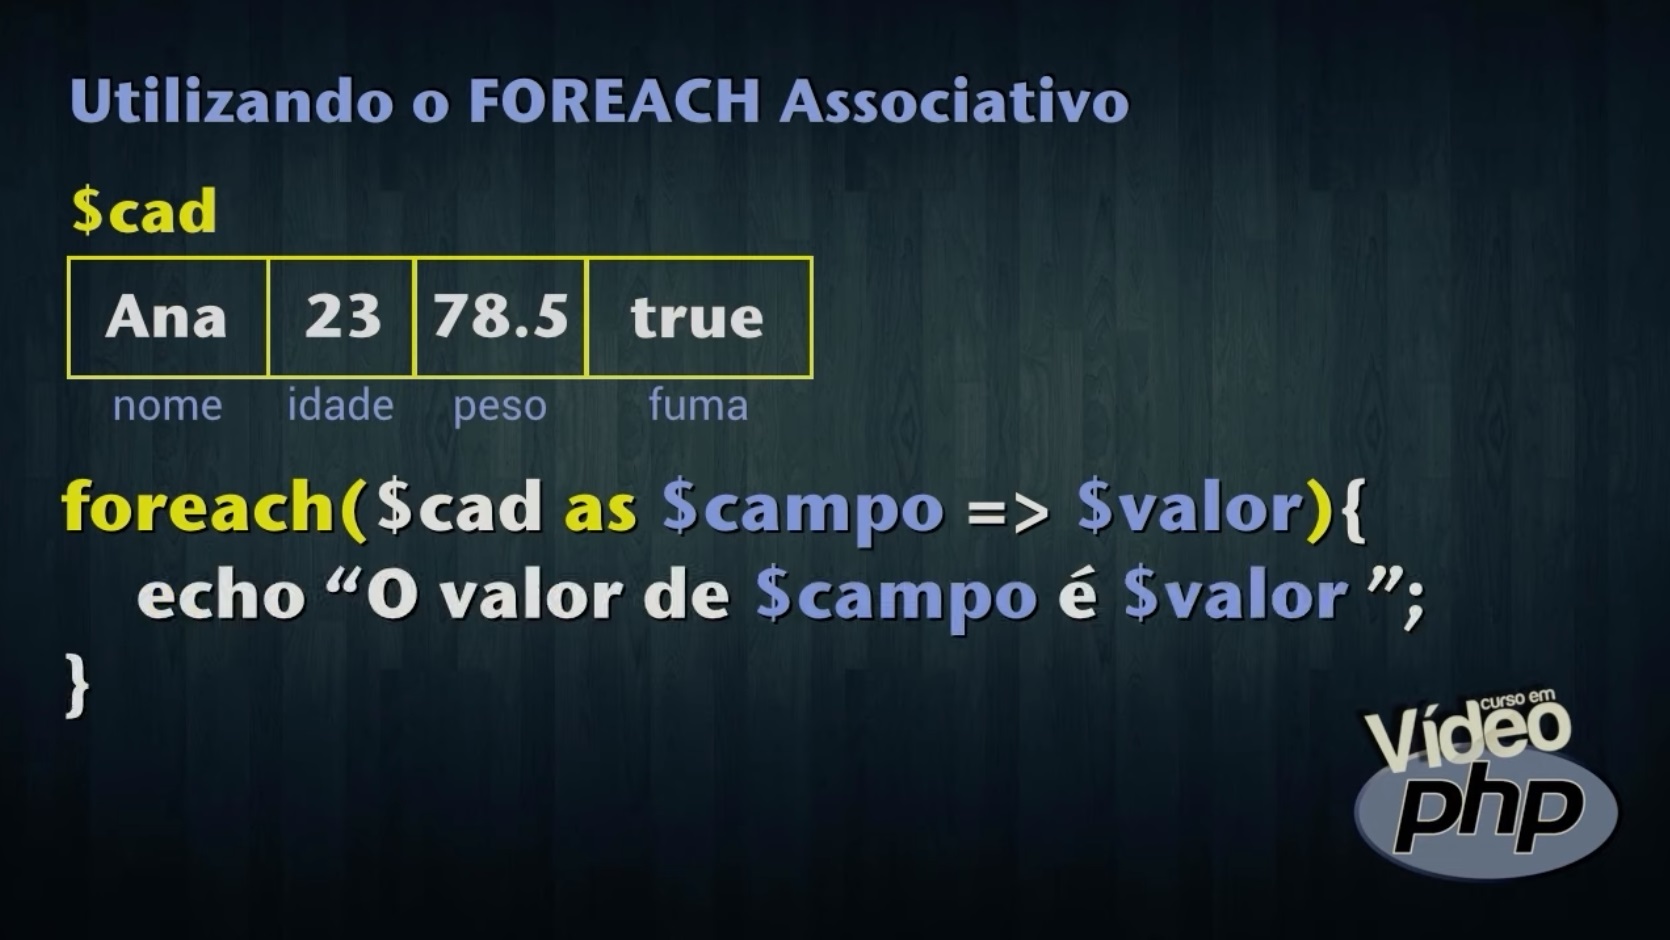 Utilizando o FOREACH Associativo
$cad
Ana 23 78.5 true
nome idade peso fuma
foreach($cad as $campo => $valor){
echo “O valor de $campo é $valor ”;
}
curso em
Vídeo
php